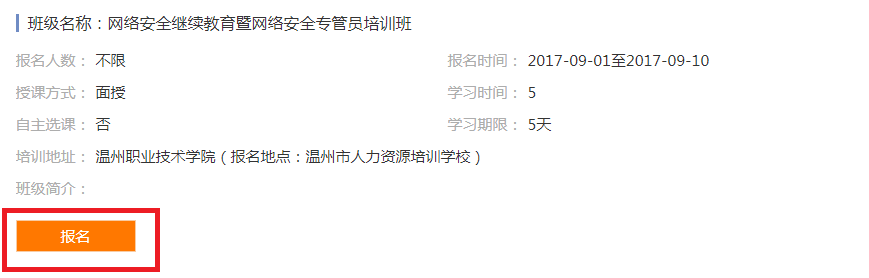 班级名称：网络安全继续教育暨网络安全专管员培训班
报名人数： 不限 报名时间： 2017-09-01至2017-09-10
授课方式： 面授 学习时间： 5
自主选课： 否 学习期限： 5天
培训地址： 温州职业技术学院（报名地点：温州市人力资源培训学校）
班级简介：
报名